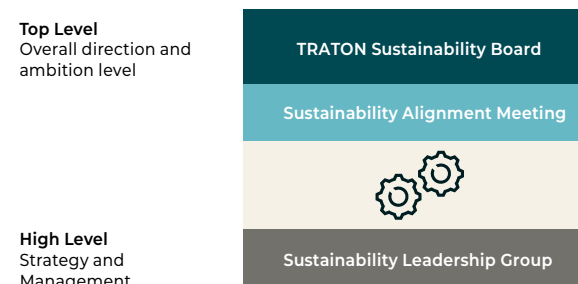 Top Level
Overall direction and
ambition level
TRATON Sustainability Board
Sustainability Alignment Meeting
High Level
Strategy and
Management
Sustainability Leadership Group